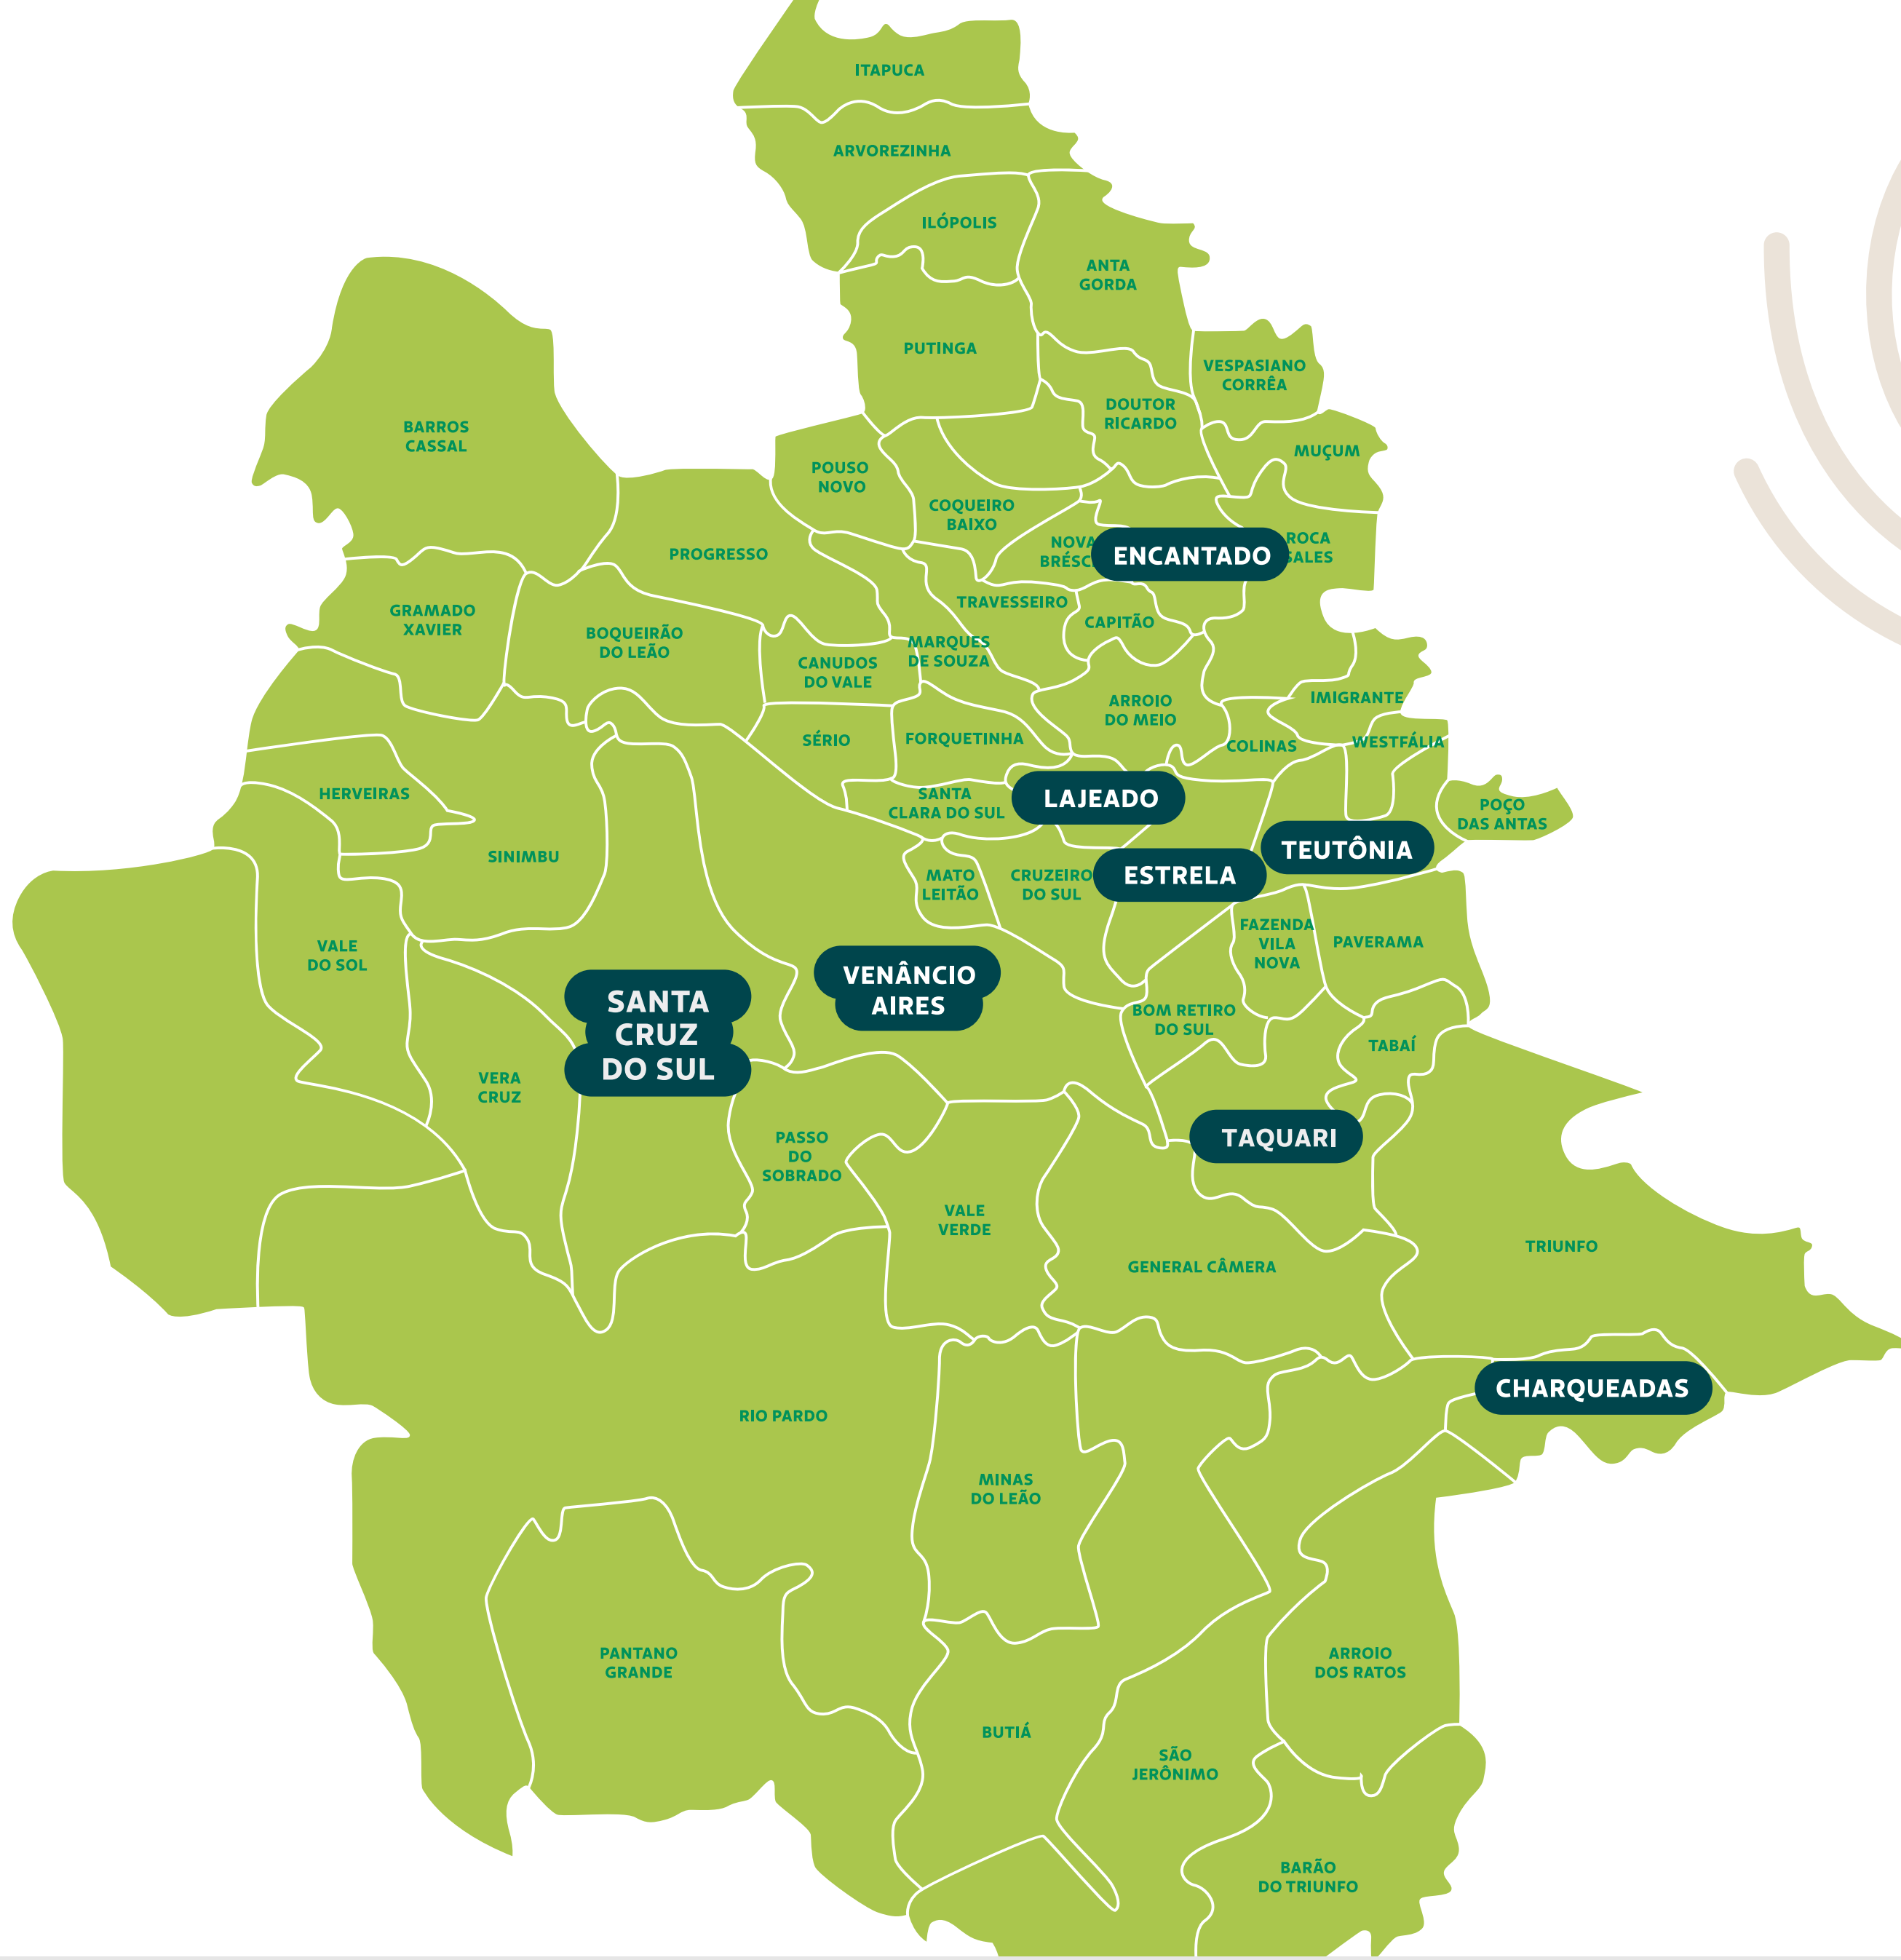 ITAPUCA
ARVOREZINHA
ILÓPOLIS
ANTA
GORDA
PUTINGA
VESPASIANO
CORRÊA
DOUTOR
RICARDO
BARROS
CASSAL
MUÇUM
POUSO
NOVO
COQUEIRO
BAIXO
PROGRESSO
NOVA
BRÉSC
ENCANTADO
ROCA
SALES
TRAVESSEIRO
CAPITÃO
GRAMADO
XAVIER
BOQUEIRÃO
DO LEÃO
MARQUES
DE SOUZA
CANUDOS
DO VALE
ARROIO
DO MEIO
IMIGRANTE
SÉRIO
FORQUETINHA
COLINAS
WESTFÁLIA
HERVEIRAS
SANTA
CLARA DO SUL
LAJEADO
POÇO
DAS ANTAS
SINIMBU
TEUTÔNIA
MATO
LEITÃO
CRUZEIRO
DO SUL
ESTRELA
FAZENDA
VILA
NOVA
PAVERAMA
VALE
DO SOL
SANTA
CRUZ
DO SUL
VENÂNCIO
AIRES
BOM RETIRO
DO SUL
TABAÍ
VERA
CRUZ
PASSO
DO
SOBRADO
TAQUARI
VALE
VERDE
GENERAL CÂMERA
TRIUNFO
CHARQUEADAS
RIO PARDO
MINAS
DO LEÃO
PANTANO
GRANDE
ARROIO
DOS RATOS
BUTIÁ
SÃO
JERÔNIMO
BARÃO
DO TRIUNFO